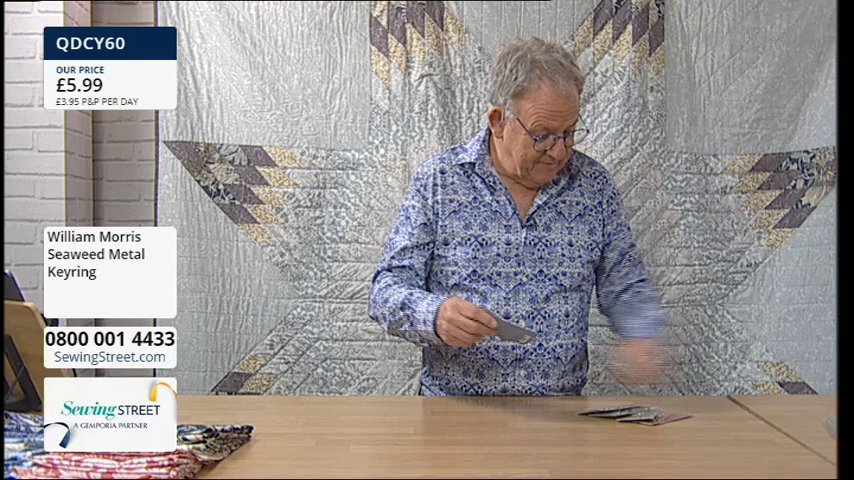 QDCY60
OUR PRICE
£5.99
£3.95 P&P PER DAY
William Morris
Seaweed Metal
Keyring
0800 001 4433
SewingStreet.com
Sewing STREET
A GEMPORIA PARTNER